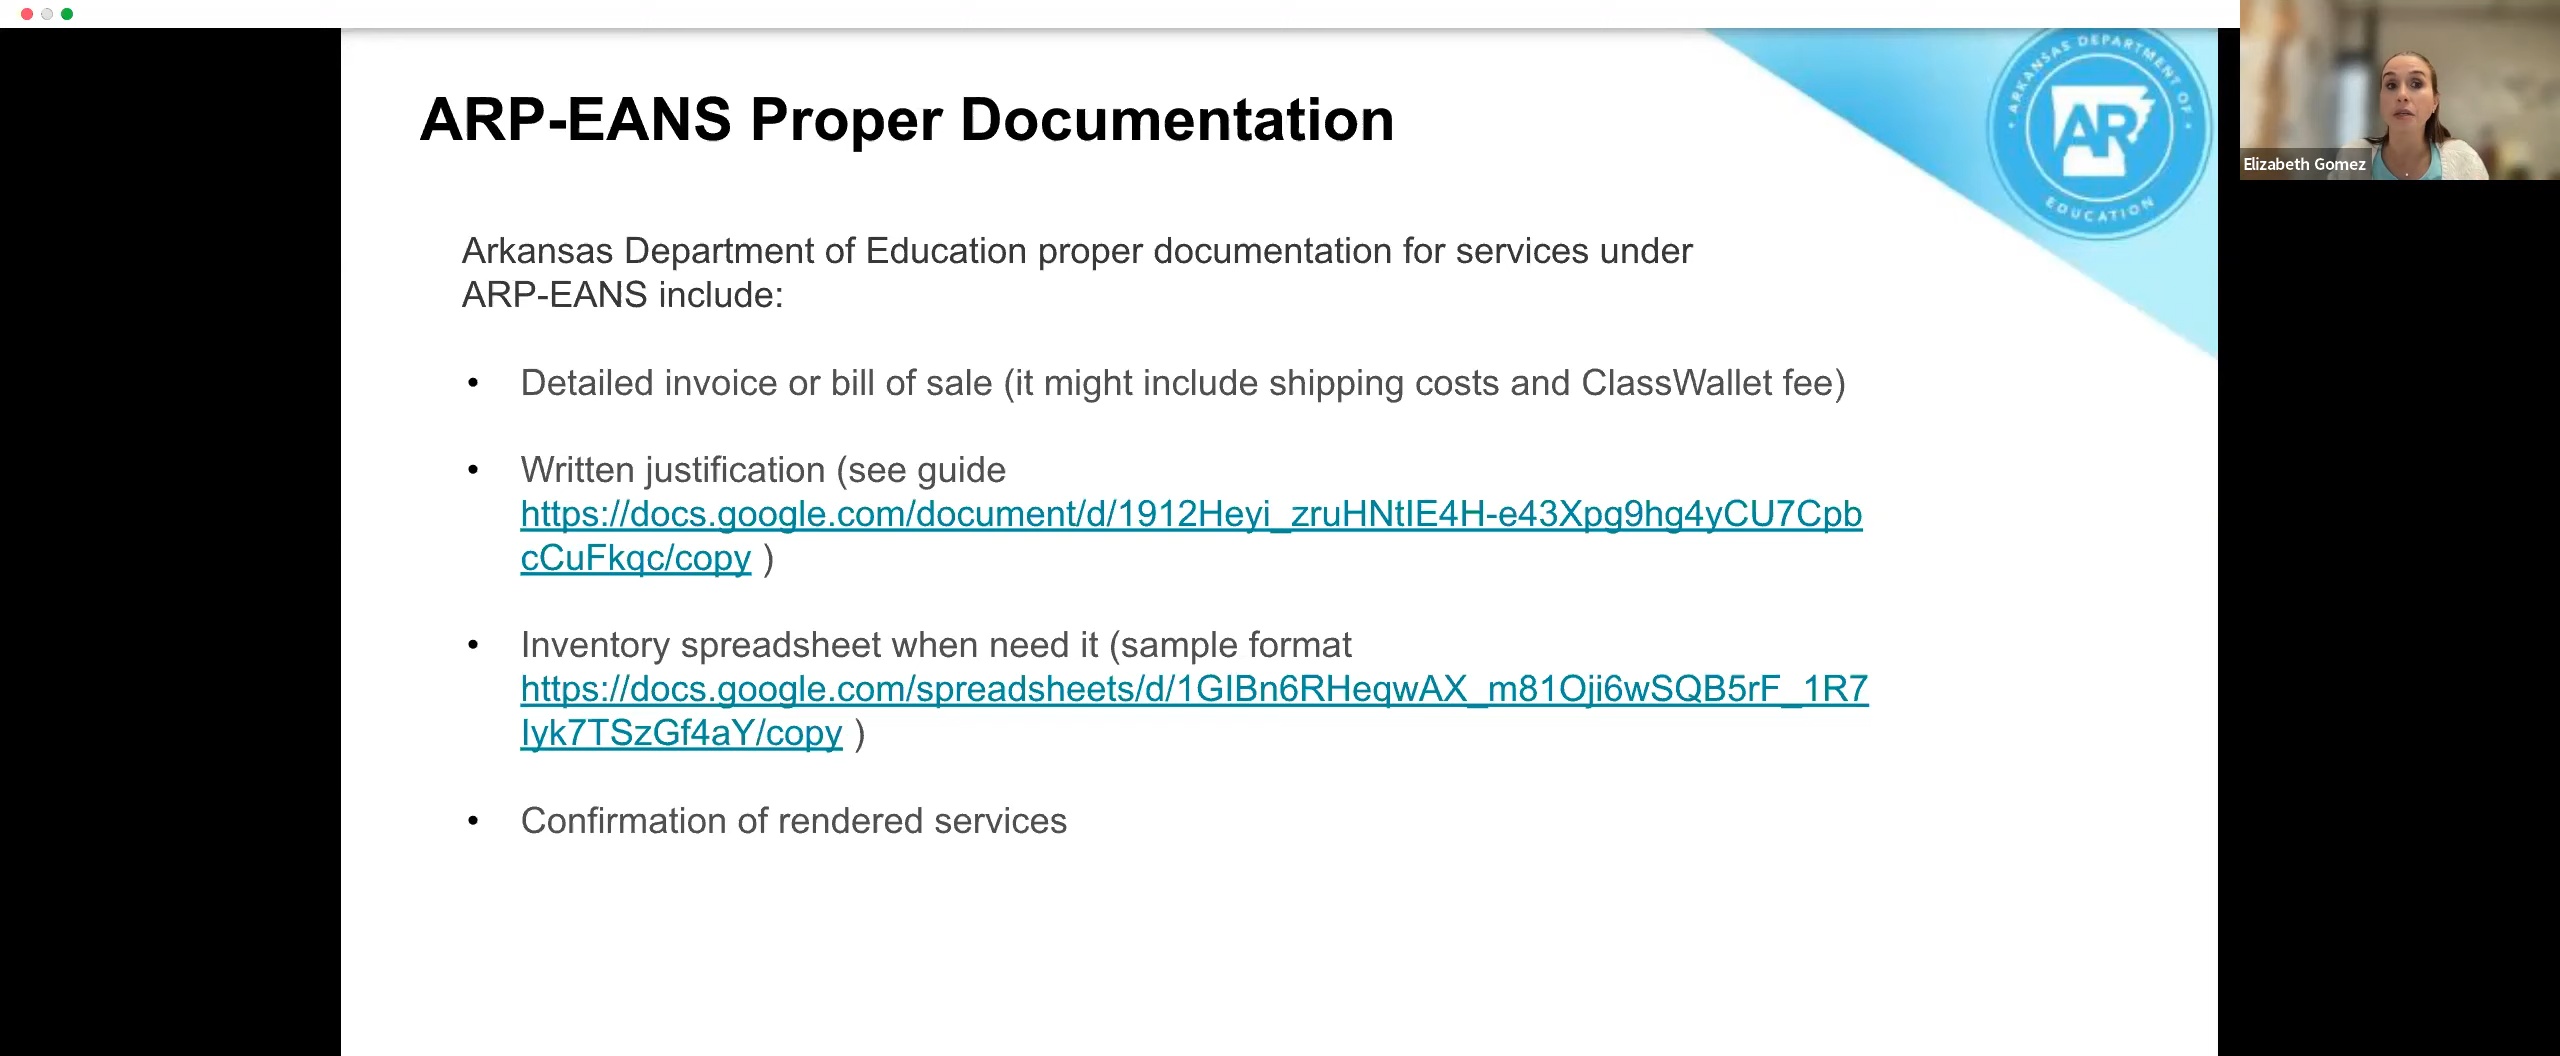 ARP-EANS Proper Documentation
ARKANSAS DEPARTMENT OF
AR
EDUCATION
Elizabeth Gomez
Arkansas Department of Education proper documentation for services under
ARP-EANS include:
• Detailed invoice or bill of sale (it might include shipping costs and ClassWallet fee)
• Written justification (see guide
https://docs.google.com/document/d/1912Heyi_zruHNtIE4H-e43Xpg9hg4yCU7Cpb
cCuFkqc/copy )
• Inventory spreadsheet when need it (sample format
https://docs.google.com/spreadsheets/d/1GIBn6RHeqwAX_m81Oji6wSQB5rF_1R7
Iyk7TSzGf4aY/copy )
• Confirmation of rendered services